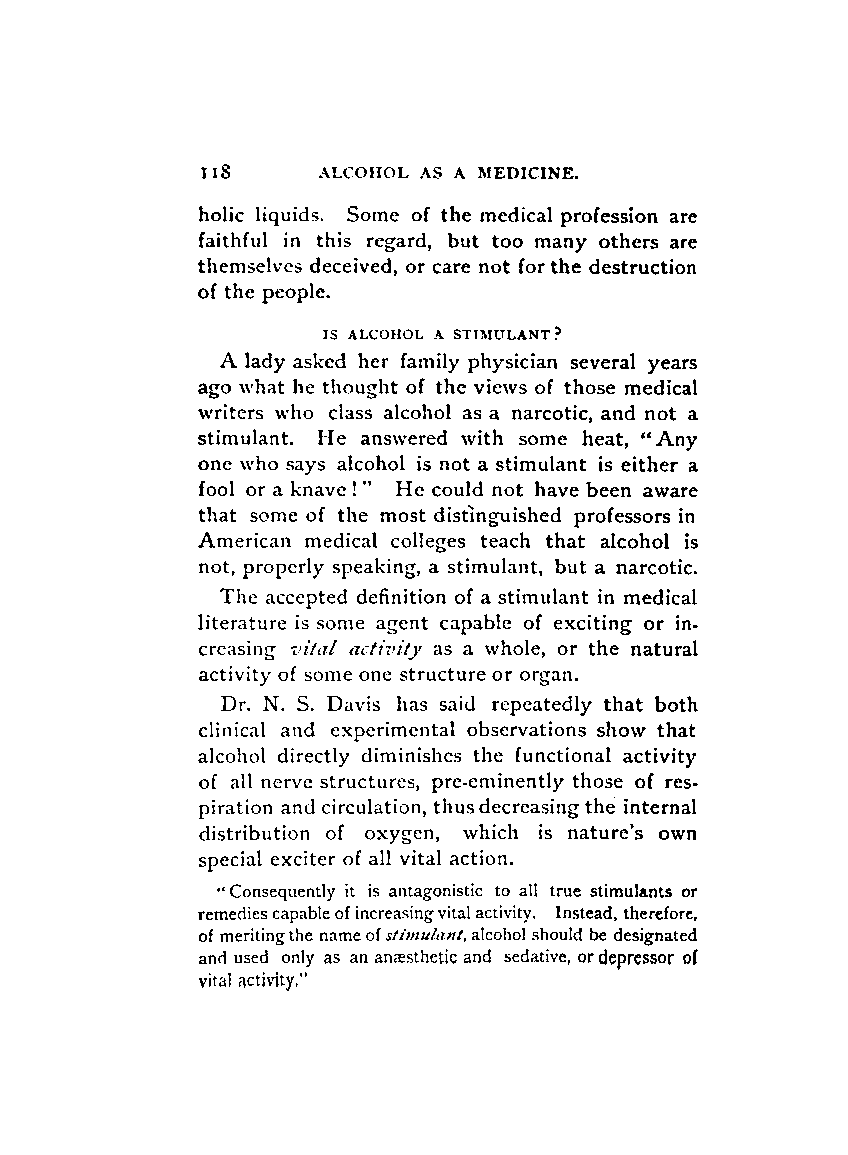 118 ALCOHOL AS A MEDICINE.
holic liquids. Some of the medical profession are
faithful in this regard, but too many others are
themselves deceived, or care not for the destruction
of the people.
IS ALCOHOL A STIMULANT?
A lady asked her family physician several years
ago what he thought of the views of those medical
writers who class alcohol as a narcotic, and not a
stimulant. He answered with some heat, “Any
one who says alcohol is not a stimulant is either a
fool or a knave!” He could not have been aware
that some of the most distinguished professors in
American medical colleges teach that alcohol is
not, properly speaking, a stimulant, but a narcotic.
The accepted definition of a stimulant in medical
literature is some agent capable of exciting or in-
creasing vital activity as a whole, or the natural
activity of some one structure or organ.
Dr. N. S. Davis has said repeatedly that both
clinical and experimental observations show that
alcohol directly diminishes the functional activity
of all nerve structures, pre-eminently those of res-
piration and circulation, thus decreasing the internal
distribution of oxygen, which is nature's own
special exciter of all vital action.
“Consequently it is antagonistic to all true stimulants or
remedies capable of increasing vital activity. Instead, therefore,
of meriting the name of stimulant, alcohol should be designated
and used only as an anæsthetic and sedative, or depressor of
vital activity."